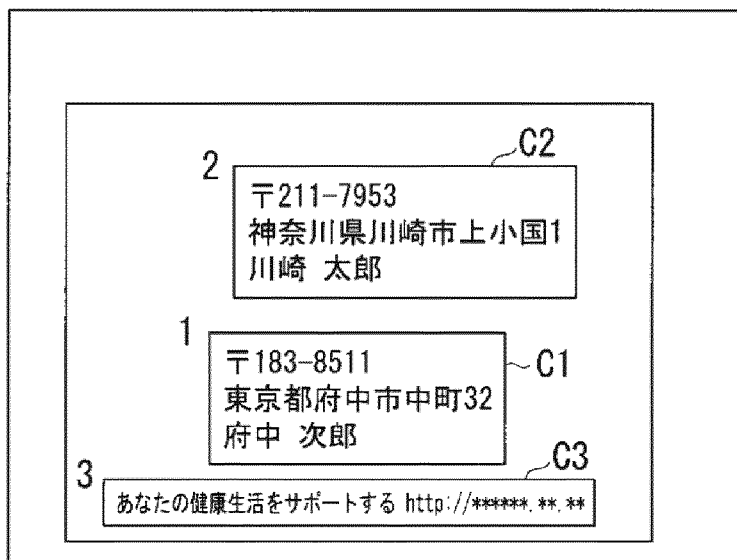 C2
2
〒211-7953
神奈川県川崎市上小国1
川崎 太郎
1
C1
〒183-8511
東京都府中市中町32
府中 次郎
C3
3
あなたの健康生活をサポートする http://******.**.**